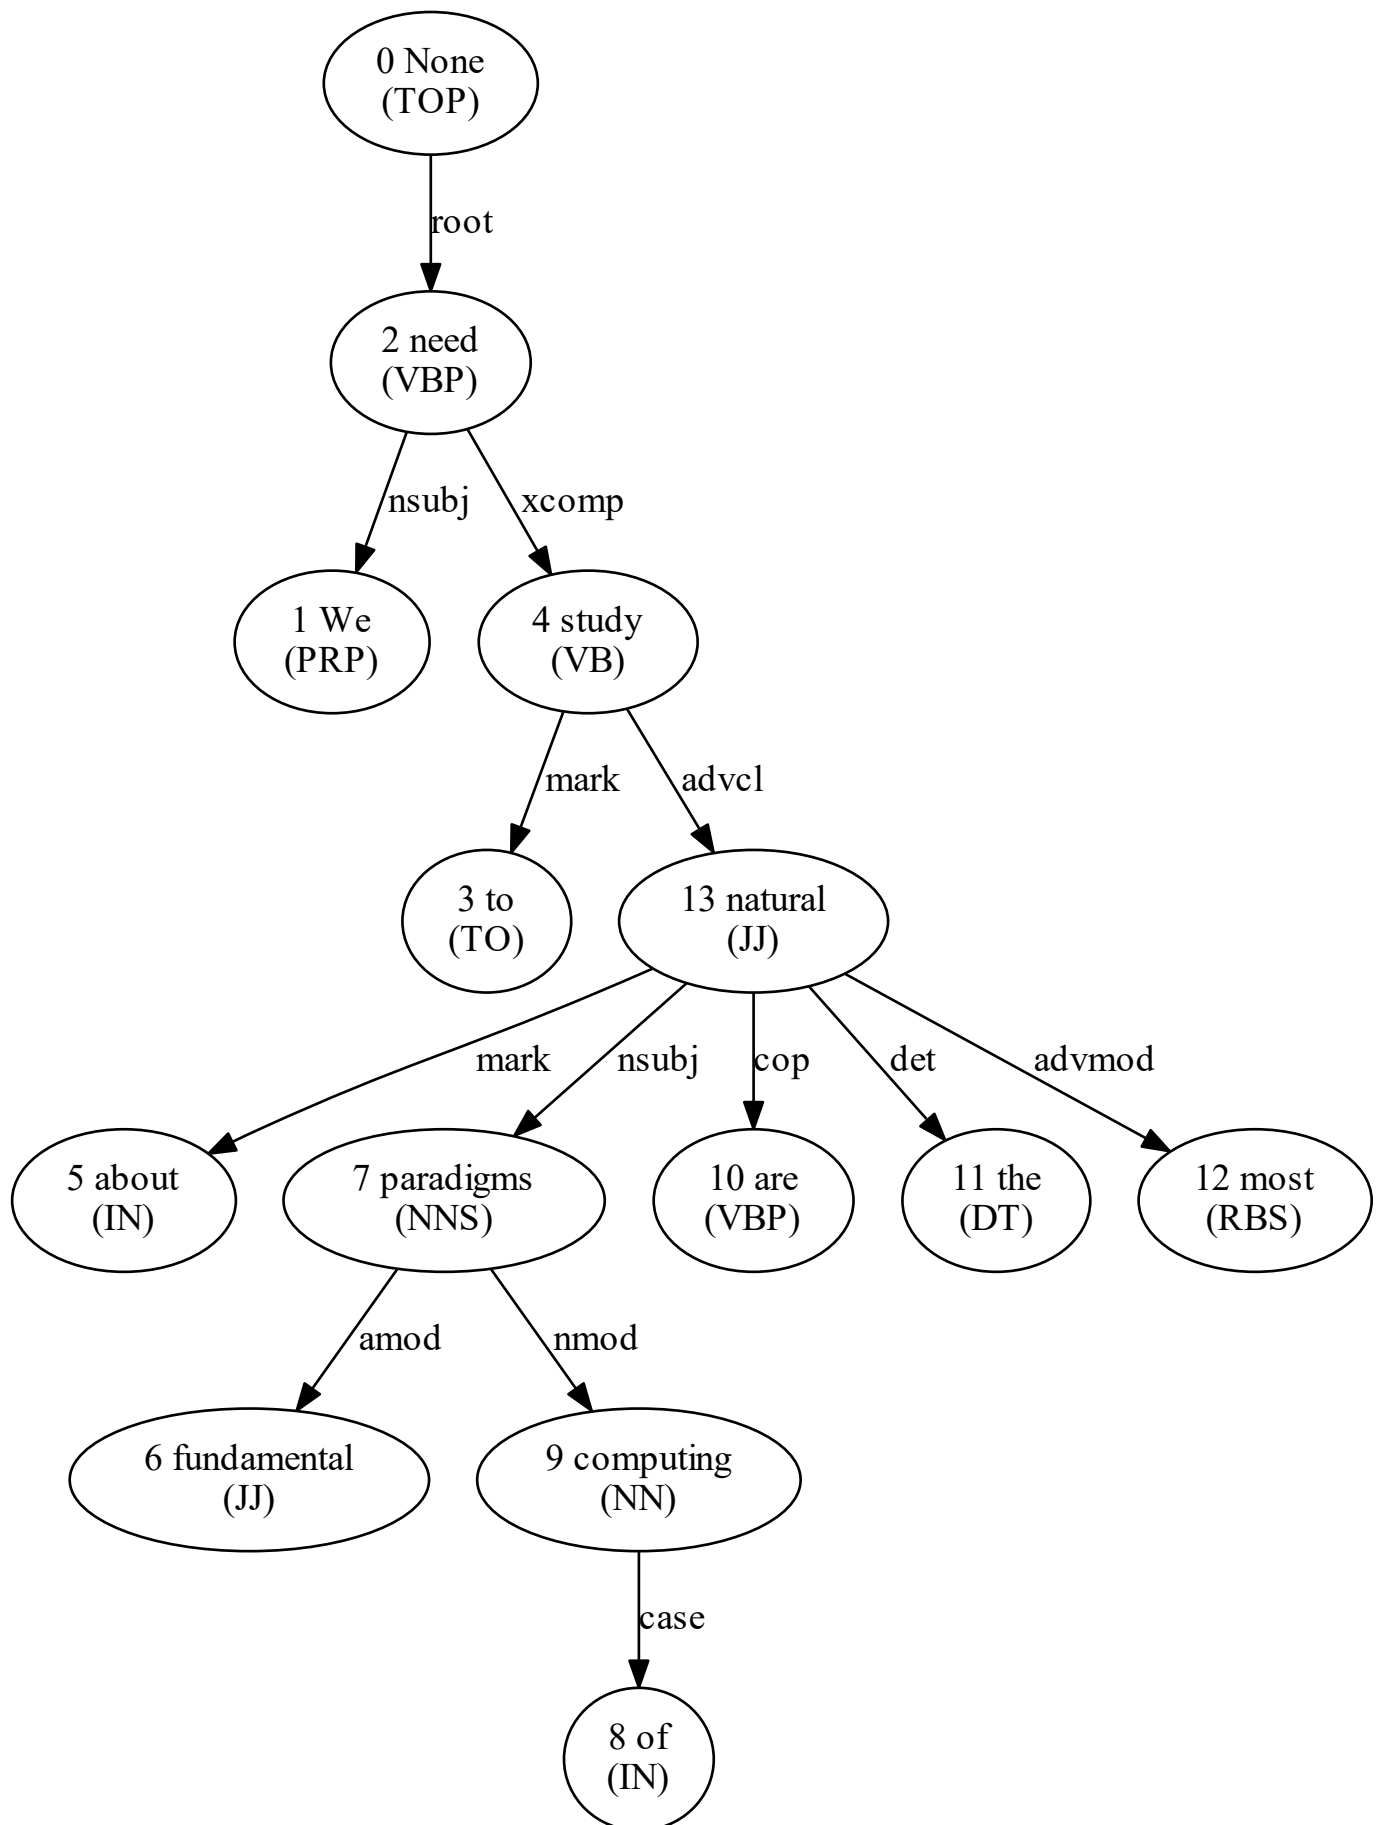 0 None
(TOP)
root
2 need
(VBP)
nsubj
xcomp
1 We
(PRP)
4 study
(VB)
mark
advcl
3 to
(TO)
13 natural
(JJ)
mark
nsubj
cop
det
advmod
5 about
(IN)
7 paradigms
(NNS)
10 are
(VBP)
11 the
(DT)
12 most
(RBS)
amod
nmod
6 fundamental
(JJ)
9 computing
(NN)
case
8 of
(IN)